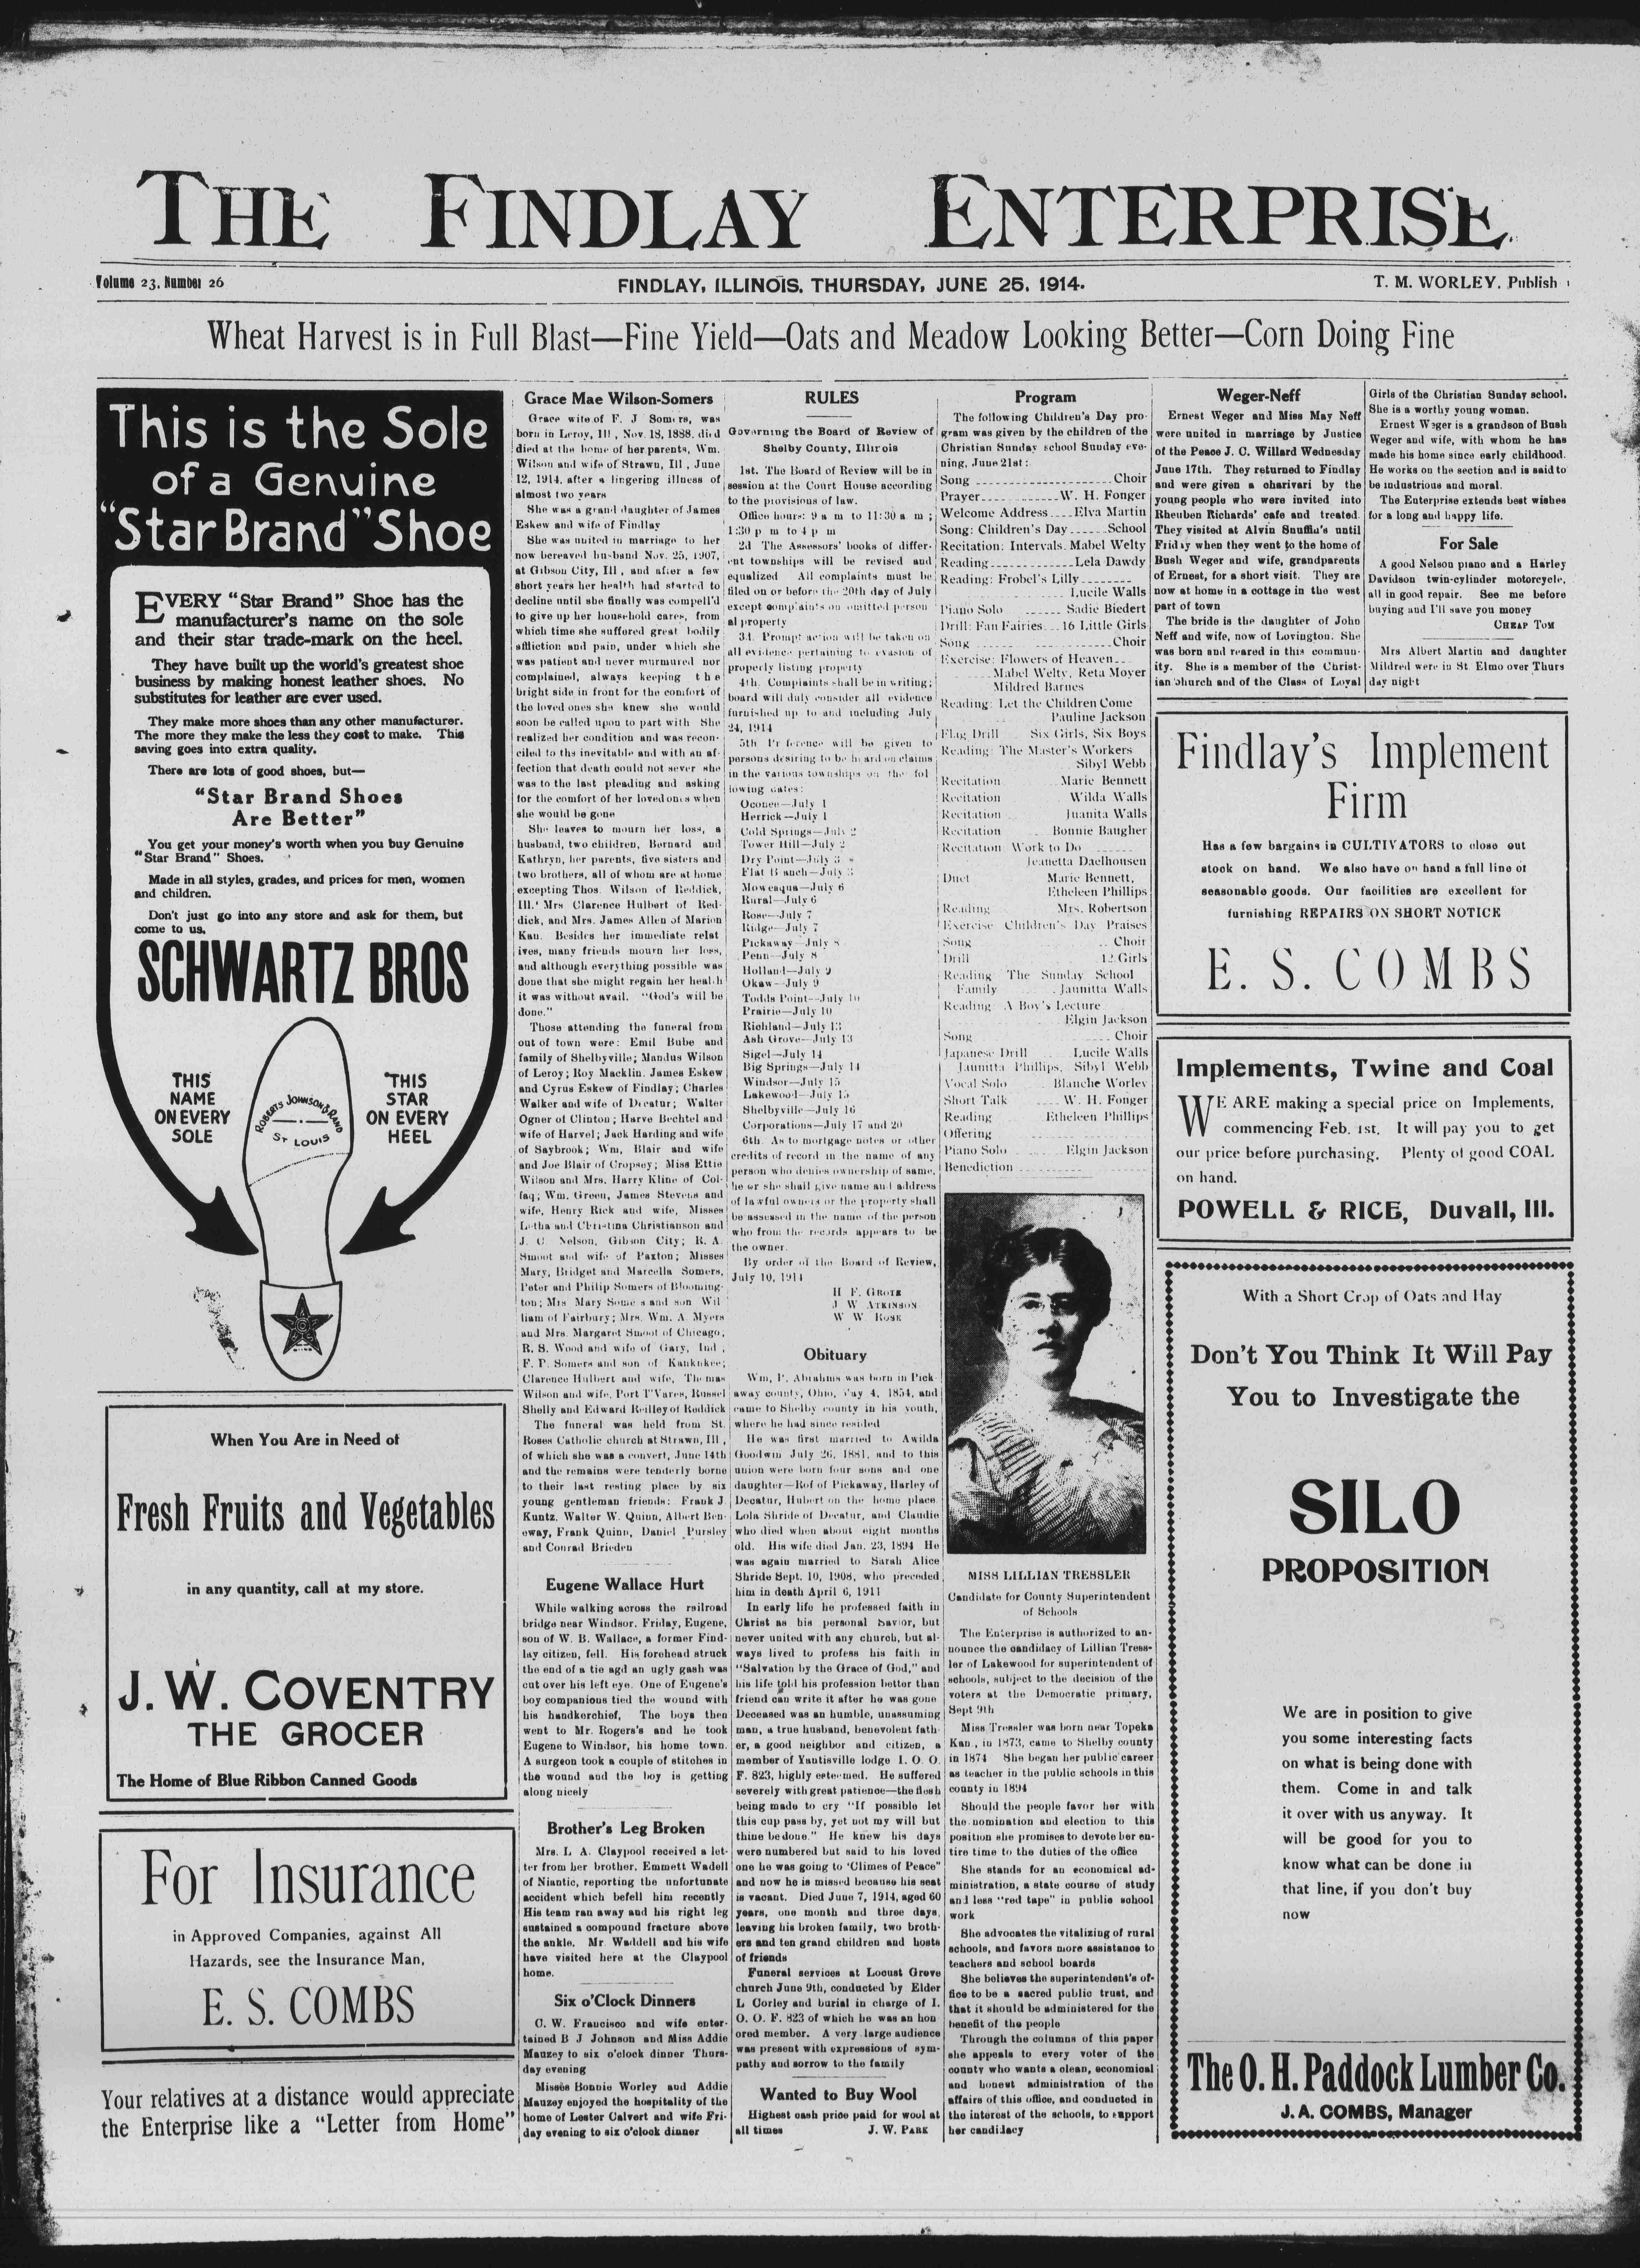 THE FINDLAY ENTERPRISE
Volume 23. Number 26
FINDLAY, ILLINOIS, THURSDAY, JUNE 25, 1914.
T. M. WORLEY. Publish
Wheat Harvest is in Full Blast—Fine Yield—Oats and Meadow Looking Better—Corn Doing Fine
This is the Sole
of a Genuine
"Star Brand" Shoe
EVERY "Star Brand" Shoe has the
manufacturer's name on the sole
and their star trade-mark on the heel.
They have built up the world's greatest shoe
business by making honest leather shoes. No
substitutes for leather are ever used.
They make more shoes than any other manufacturer.
The more they make the less they cost to make. This
saving goes into extra quality.
There are lots of good shoes, but—
"Star Brand Shoes
Are Better"
You get your money's worth when you buy Genuine
"Star Brand" Shoes.
Made in all styles, grades, and prices for men, women
and children.
Don't just go into any store and ask for them, but
come to us.
SCHWARTZ BROS
THIS
NAME
ON EVERY
SOLE
ROBERTS JOHNSON & RAND
ST LOUIS
THIS
STAR
ON EVERY
HEEL
When You Are in Need of
Fresh Fruits and Vegetables
in any quantity, call at my store.
J. W. COVENTRY
THE GROCER
The Home of Blue Ribbon Canned Goods
For Insurance
in Approved Companies, against All
Hazards, see the Insurance Man,
E. S. COMBS
Your relatives at a distance would appreciate
the Enterprise like a "Letter from Home"
Grace Mae Wilson-Somers
Grace wife of F. J Somers, was
born in Leroy, Ill, Nov. 18, 1888. died
died at the home of her parents, Wm.
Wilson and wife of Strawn, Ill, June
12, 1914. after a lingering illness of
almost two years
She was a grand daughter of James
Eskew and wife of Findlay
She was united in marriage to her
now bereaved husband Nov. 25, 1907,
at Gibson City, Ill, and after a few
short years her health had started to
decline until she finally was compell'd
to give up her household cares, from
which time she suffered great bodily
affliction and pain, under which she
was patient and never murmured nor
complained, always keeping the
bright side in front for the comfort of
the loved ones she knew she would
soon be called upon to part with She
realized her condition and was recon-
ciled to the inevitable and with an af-
fection that death could not sever she
was to the last pleading and asking
for the comfort of her loved ones when
she would be gone
She leaves to mourn her loss, a
husband, two children, Bernard and
Kathryn, her parents, five sisters and
two brothers, all of whom are at home
excepting Thos. Wilson of Reddick,
Ill.' Mrs Clarence Hulbert of Red-
dick, and Mrs. James Allen of Marion
Kan. Besides her immediate relat
ives, many friends mourn her loss,
and although everything possible was
done that she might regain her health
it was without avail. "God's will be
done."
Those attending the funeral from
out of town were: Emil Bube and
family of Shelbyville; Mandus Wilson
of Leroy; Roy Macklin. James Eskew
and Cyrus Eskew of Findlay; Charles
Walker and wife of Decatur; Walter
Ogner of Clinton; Harve Bechtel and
wife of Harvel; Jack Harding and wife
of Saybrook; Wm, Blair and wife
and Joe Blair of Cropsey; Miss Ettie
Wilson and Mrs. Harry Kline of Col-
faq; Wm. Green, James Stevens and
wife, Henry Rick and wife, Misses
Letha and Christina Christianson and
J. C. Nelson, Gibson City; R. A.
Smoot and wife of Paxton; Misses
Mary, Bridget and Marcella Somers,
Peter and Philip Somers of Blooming-
ton; Mrs Mary Some s and son Wil
liam of Fairbury; Mrs. Wm. A. Myers
and Mrs. Margaret Smoot of Chicago,
R. S. Wood and wife of Gary, Ind,
F. P. Somers and son of Kankakee;
Clarence Hulbert and wife, Thomas
Wilson and wife, Port T'Vares, Russel
Shelly and Edward Reilley of Reddick
The funeral was held from St.
Roses Catholic church at Strawn, Ill,
of which she was a convert, June 14th
and the remains were tenderly borne
to their last resting place by six
young gentleman friends: Frank J.
Kuntz, Walter W. Quinn, Albert Ben-
eway, Frank Quinn, Daniel Pursley
and Conrad Brieden
Eugene Wallace Hurt
While walking across the railroad
bridge near Windsor, Friday, Eugene,
son of W. B. Wallace, a former Find-
lay citizen, fell. His forehead struck
the end of a tie agd an ugly gash was
cut over his left eye. One of Eugene's
boy companions tied the wound with
his handkerchief, The boys then
went to Mr. Rogers's and he took
Eugene to Windsor, his home town.
A surgeon took a couple of stitches in
the wound and the boy is getting
along nicely
Brother's Leg Broken
Mrs. L A. Claypool received a let-
ter from her brother, Emmett Wadell
of Niantic, reporting the unfortunate
accident which befell him recently
His team ran away and his right leg
sustained a compound fracture above
the ankle. Mr. Waddell and his wife
have visited here at the Claypool
home.
Six o'Clock Dinners
C. W. Francisco and wife enter-
tained B J Johnson and Miss Addie
Mauzey to six o'clock dinner Thurs-
day evening
Misses Bonnie Worley and Addie
Mauzey enjoyed the hospitality of the
home of Lester Calvert and wife Fri-
day evening to six o'clock dinner
RULES
Governing the Board of Review of
Shelby County, Illinois
1st. The Board of Review will be in
session at the Court House according
to the provisions of law.
Office hours: 9 a m to 11:30 a m;
1:30 p m to 4 p m
2d The Assessors' books of differ-
ent townships will be revised and
equalized All complaints must be
filed on or before the 20th day of July
except complaints on omitted person
al property
3d. Prompt action will be taken on
all evidence pertaining to evasion of
properly listing property
4th. Complaints shall be in writing;
board will duly consider all evidence
furnished up to and including July
24, 1914
5th Pr ference will be given to
persons desiring to be heard on claims
in the various townships on the fol
lowing dates:
Oconee—July 1
Herrick—July 1
Cold Springs—July 2
Tower Hill—July 2
Dry Point—July 3
Flat B anch—July 3
Moweaqua—July 6
Rural—July 6
Rose—July 7
Ridge—July 7
Pickaway—July 8
Penn—July 8
Holland—July 9
Okaw—July 9
Todds Point—July 10
Prairie—July 10
Richland—July 13
Ash Grove—July 13
Sigel—July 14
Big Springs—July 14
Windsor—July 15
Lakewood—July 15
Shelbyville—July 16
Corporations—July 17 and 20
6th. As to mortgage notes or other
credits of record in the name of any
person who denies ownership of same,
he or she shall give name and address
of lawful owners or the property shall
be assessed in the name of the person
who from the records appears to be
the owner.
By order of the Board of Review,
July 10, 1914
H F. GROTE
J W ATKINSON
W W ROSE
Obituary
Wm, P. Abrahms was born in Pick
away county, Ohio, ay 4, 1854, and
came to Shelby county in his youth,
where he had since resided
He was first married to Awilda
Goodwin July 26, 1881, and to this
union were born four sons and one
daughter—Rof of Pickaway, Harley of
Decatur, Hubert on the home place
Lola Shride of Decatur, and Claudie
who died when about eight months
old. His wife died Jan. 23, 1894 He
was again married to Sarah Alice
Shride Sept. 10, 1908, who preceded
him in death April 6, 1911
In early life he professed faith in
Christ as his personal Savior, but
never united with any church, but al-
ways lived to profess his faith in
"Salvation by the Grace of God," and
his life told his profession better than
friend can write it after he was gone
Deceased was an humble, unassuming
man, a true husband, benevolent fath-
er, a good neighbor and citizen, a
member of Yantisville lodge I. O. O.
F. 823, highly esteemed. He suffered
severely with great patience—the flesh
being made to cry "If possible let
this cup pass by, yet not my will but
thine be done." He knew his days
were numbered but said to his loved
one he was going to 'Climes of Peace"
and now he is missed because his seat
is vacant. Died June 7, 1914, aged 60
years, one month and three days,
leaving his broken family, two broth-
ers and ten grand children and hosts
of friends
Funeral services at Locust Grove
church June 9th, conducted by Elder
L Corley and burial in charge of I.
O. O. F. 823 of which he was an hon
ored member. A very large audience
was present with expressions of sym-
pathy and sorrow to the family
Wanted to Buy Wool
Highest cash price paid for wool at
all times J. W. PARK
Program
The following Children's Day pro-
gram was given by the children of the
Christian Sunday school Sunday eve-
ning, June 21st:
Song Choir
Prayer W. H. Fonger
Welcome Address Elva Martin
Song: Children's Day School
Recitation: Intervals. Mabel Welty
Reading Lela Dawdy
Reading: Frobel's Lilly
Lucile Walls
Piano Solo Sadie Biedert
Drill: Fan Fairies 16 Little Girls
Song Choir
Exercise: Flowers of Heaven
Mabel Welty, Reta Moyer
Mildred Barnes
Reading: Let the Children Come
Pauline Jackson
Flag Drill Six Girls, Six Boys
Reading: The Master's Workers
Sibyl Webb
Recitation Marie Bennett
Recitation Wilda Walls
Recitation Juanita Walls
Recitation Bonnie Baugher
Recitation Work to Do
Jeanetta Daelhousen
Duet Marie Bennett,
Etheleen Phillips
Reading Mrs. Robertson
Exercise Children's Day Praises
Song Choir
Drill 12 Girls
Reading The Sunday School
Family Jaunitta Walls
Reading A Boy's Lecture
Elgin Jackson
Song Choir
Japanese Drill Lucile Walls
Jaunitta Phillips, Sibyl Webb
Vocal Solo Blanche Worley
Short Talk W. H. Fonger
Reading Etheleen Phillips
Offering
Piano Solo Elgin Jackson
Benediction
MISS LILLIAN TRESSLER
Candidate for County Superintendent
of Schools
The Enterprise is authorized to an-
nounce the candidacy of Lillian Tress-
ler of Lakewood for superintendent of
schools, subject to the decision of the
voters at the Democratic primary,
Sept 9th
Miss Tressler was born near Topeka
Kan., in 1873, came to Shelby county
in 1874 She began her public career
as teacher in the public schools in this
county in 1894
Should the people favor her with
the nomination and election to this
position she promises to devote her en-
tire time to the duties of the office
She stands for an economical ad-
ministration, a state course of study
and less "red tape" in public school
work
She advocates the vitalizing of rural
schools, and favors more assistance to
teachers and school boards
She believes the superintendent's of-
fice to be a sacred public trust, and
that it should be administered for the
benefit of the people
Through the columns of this paper
she appeals to every voter of the
county who wants a clean, economical
and honest administration of the
affairs of this office, and conducted in
the interest of the schools, to support
her candidacy
Weger-Neff
Ernest Weger and Miss May Neff
were united in marriage by Justice
of the Peace J. C. Willard Wednesday
June 17th. They returned to Findlay
and were given a charivari by the
young people who were invited into
Rheuben Richards' cafe and treated.
They visited at Alvin Snuffin's until
Friday when they went to the home of
Bush Weger and wife, grandparents
of Ernest, for a short visit. They are
now at home in a cottage in the west
part of town
The bride is the daughter of John
Neff and wife, now of Lovington. She
was born and reared in this commun-
ity. She is a member of the Christ-
ian church and of the Class of Loyal
Girls of the Christian Sunday school.
She is a worthy young woman.
Ernest Weger is a grandson of Bush
Weger and wife, with whom he has
made his home since early childhood.
He works on the section and is said to
be industrious and moral.
The Enterprise extends best wishes
for a long and happy life.
For Sale
A good Nelson piano and a Harley
Davidson twin-cylinder motorcycle,
all in good repair. See me before
buying and I'll save you money
CHEAP TOM
Mrs Albert Martin and daughter
Mildred were in St Elmo over Thurs
day night
Findlay's Implement
Firm
Has a few bargains in CULTIVATORS to close out
stock on hand. We also have on hand a full line of
seasonable goods. Our facilities are excellent for
furnishing REPAIRS ON SHORT NOTICE
E. S. COMBS
Implements, Twine and Coal
WE ARE making a special price on Implements,
commencing Feb. 1st. It will pay you to get
our price before purchasing. Plenty of good COAL
on hand.
POWELL & RICE, Duvall, Ill.
With a Short Crop of Oats and Hay
Don't You Think It Will Pay
You to Investigate the
SILO
PROPOSITION
We are in position to give
you some interesting facts
on what is being done with
them. Come in and talk
it over with us anyway. It
will be good for you to
know what can be done in
that line, if you don't buy
now
The O. H. Paddock Lumber Co.
J. A. COMBS, Manager